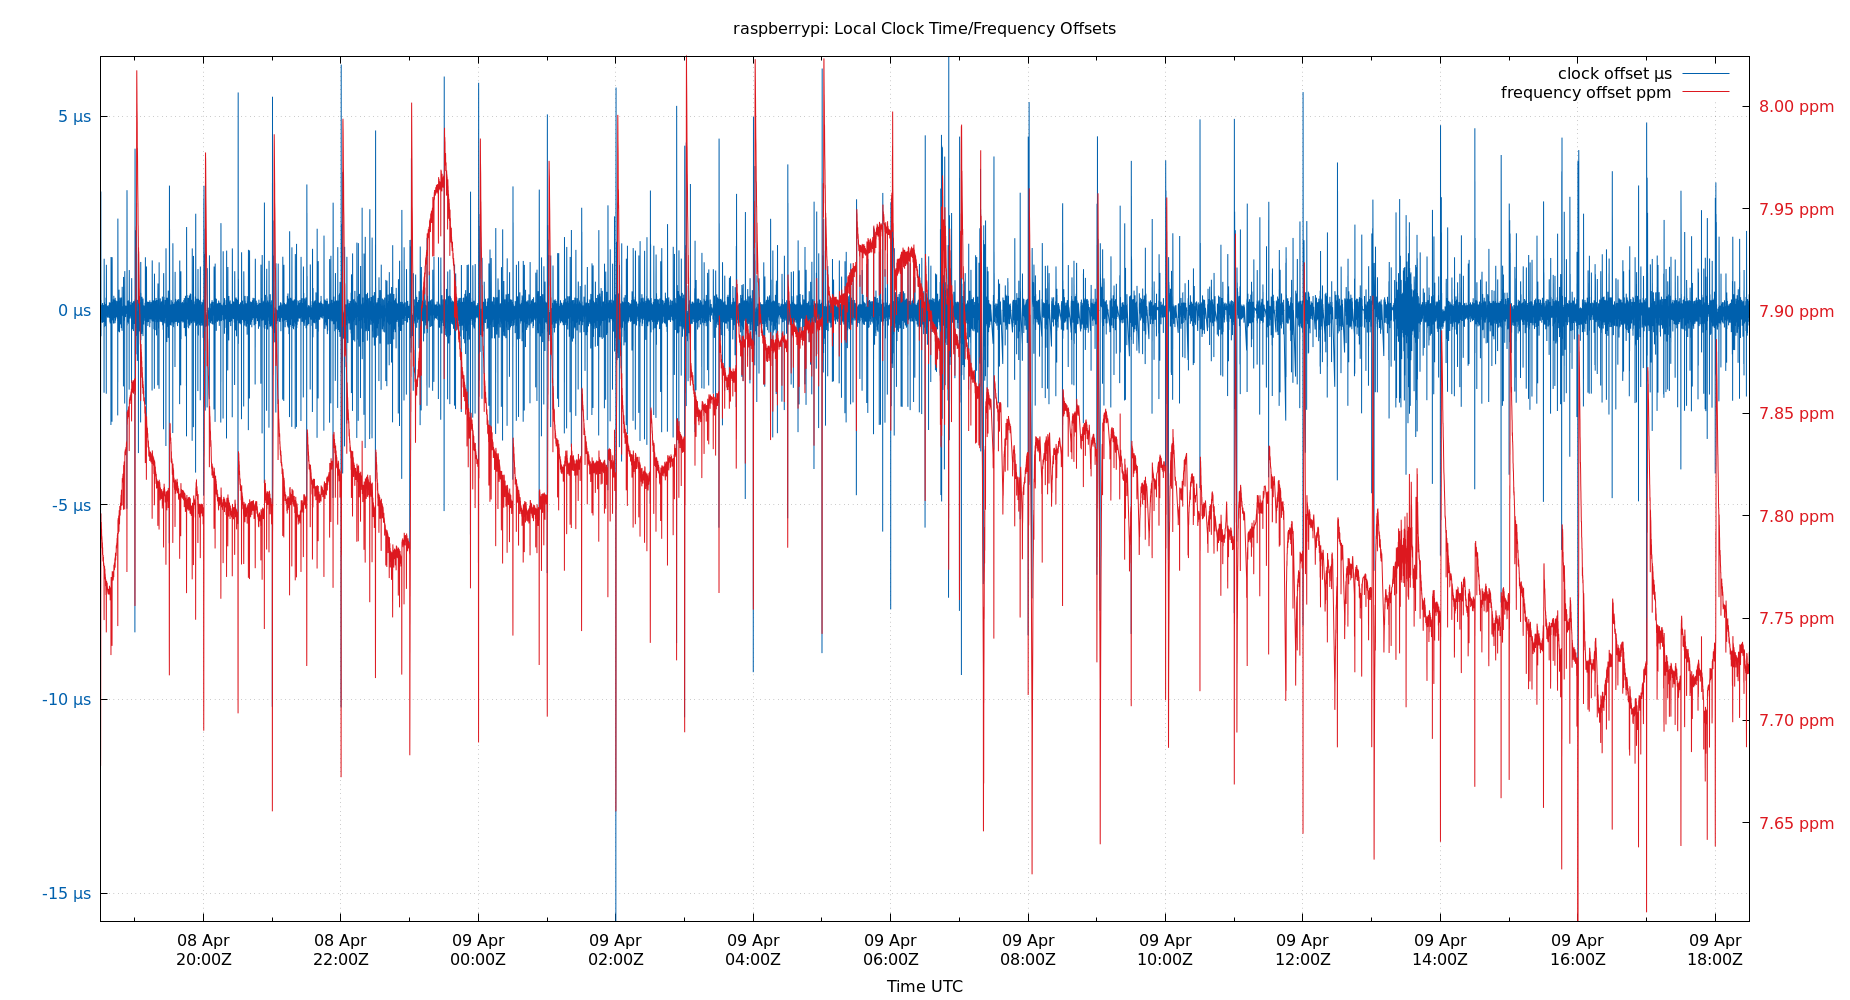 raspberrypi: Local Clock Time/Frequency Offsets
clock offset µs
frequency offset ppm
5 µs
0 µs
-5 µs
-10 µs
-15 µs
8.00 ppm
7.95 ppm
7.90 ppm
7.85 ppm
7.80 ppm
7.75 ppm
7.70 ppm
7.65 ppm
08 Apr 08 Apr 09 Apr 09 Apr 09 Apr 09 Apr 09 Apr 09 Apr 09 Apr 09 Apr 09 Apr 09 Apr
20:00Z 22:00Z 00:00Z 02:00Z 04:00Z 06:00Z 08:00Z 10:00Z 12:00Z 14:00Z 16:00Z 18:00Z
Time UTC